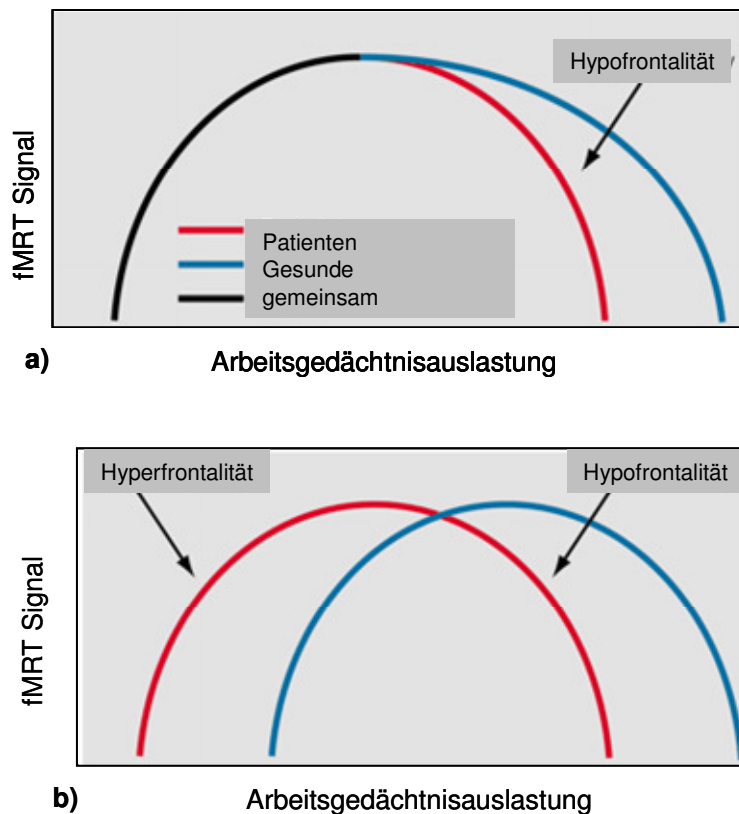 Hypofrontalität
fMRT Signal
Patienten
Gesunde
gemeinsam
a)
Arbeitsgedächtnisauslastung
Hyperfrontalität
Hypofrontalität
fMRT Signal
b)
Arbeitsgedächtnisauslastung